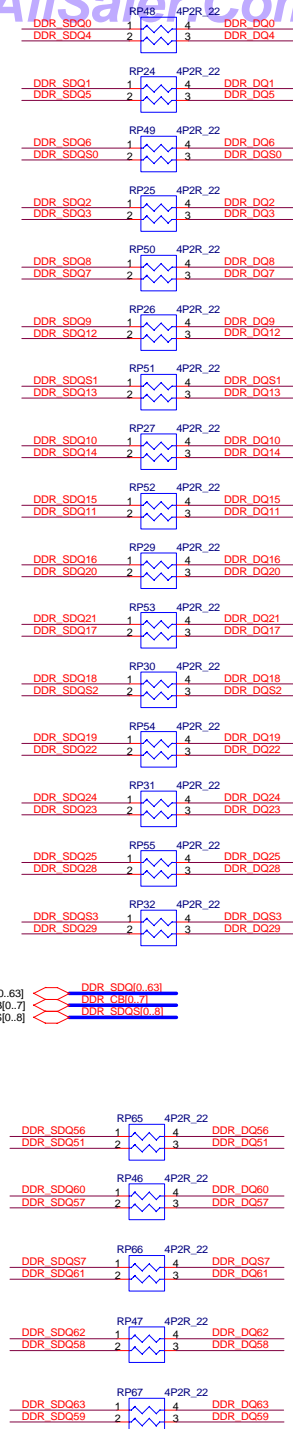 AllSaler.Com
RP48 4P2R_22
DDR_SDQ0 1 4 DDR_DQ0
DDR_SDQ4 2 3 DDR_DQ4
RP24 4P2R_22
DDR_SDQ1 1 4 DDR_DQ1
DDR_SDQ5 2 3 DDR_DQ5
RP49 4P2R_22
DDR_SDQ6 1 4 DDR_DQ6
DDR_SDQS0 2 3 DDR_DQS0
RP25 4P2R_22
DDR_SDQ2 1 4 DDR_DQ2
DDR_SDQ3 2 3 DDR_DQ3
RP50 4P2R_22
DDR_SDQ8 1 4 DDR_DQ8
DDR_SDQ7 2 3 DDR_DQ7
RP26 4P2R_22
DDR_SDQ9 1 4 DDR_DQ9
DDR_SDQ12 2 3 DDR_DQ12
RP51 4P2R_22
DDR_SDQS1 1 4 DDR_DQS1
DDR_SDQ13 2 3 DDR_DQ13
RP27 4P2R_22
DDR_SDQ10 1 4 DDR_DQ10
DDR_SDQ14 2 3 DDR_DQ14
RP52 4P2R_22
DDR_SDQ15 1 4 DDR_DQ15
DDR_SDQ11 2 3 DDR_DQ11
RP29 4P2R_22
DDR_SDQ16 1 4 DDR_DQ16
DDR_SDQ20 2 3 DDR_DQ20
RP53 4P2R_22
DDR_SDQ21 1 4 DDR_DQ21
DDR_SDQ17 2 3 DDR_DQ17
RP30 4P2R_22
DDR_SDQ18 1 4 DDR_DQ18
DDR_SDQS2 2 3 DDR_DQS2
RP54 4P2R_22
DDR_SDQ19 1 4 DDR_DQ19
DDR_SDQ22 2 3 DDR_DQ22
RP31 4P2R_22
DDR_SDQ24 1 4 DDR_DQ24
DDR_SDQ23 2 3 DDR_DQ23
RP55 4P2R_22
DDR_SDQ25 1 4 DDR_DQ25
DDR_SDQ28 2 3 DDR_DQ28
RP32 4P2R_22
DDR_SDQS3 1 4 DDR_DQS3
DDR_SDQ29 2 3 DDR_DQ29
0..63] DDR_SDQ[0..63]
[0..7] DDR_CB[0..7]
[0..8] DDR_SDQS[0..8]
RP65 4P2R_22
DDR_SDQ56 1 4 DDR_DQ56
DDR_SDQ51 2 3 DDR_DQ51
RP46 4P2R_22
DDR_SDQ60 1 4 DDR_DQ60
DDR_SDQ57 2 3 DDR_DQ57
RP66 4P2R_22
DDR_SDQS7 1 4 DDR_DQS7
DDR_SDQ61 2 3 DDR_DQ61
RP47 4P2R_22
DDR_SDQ62 1 4 DDR_DQ62
DDR_SDQ58 2 3 DDR_DQ58
RP67 4P2R_22
DDR_SDQ63 1 4 DDR_DQ63
DDR_SDQ59 2 3 DDR_DQ59